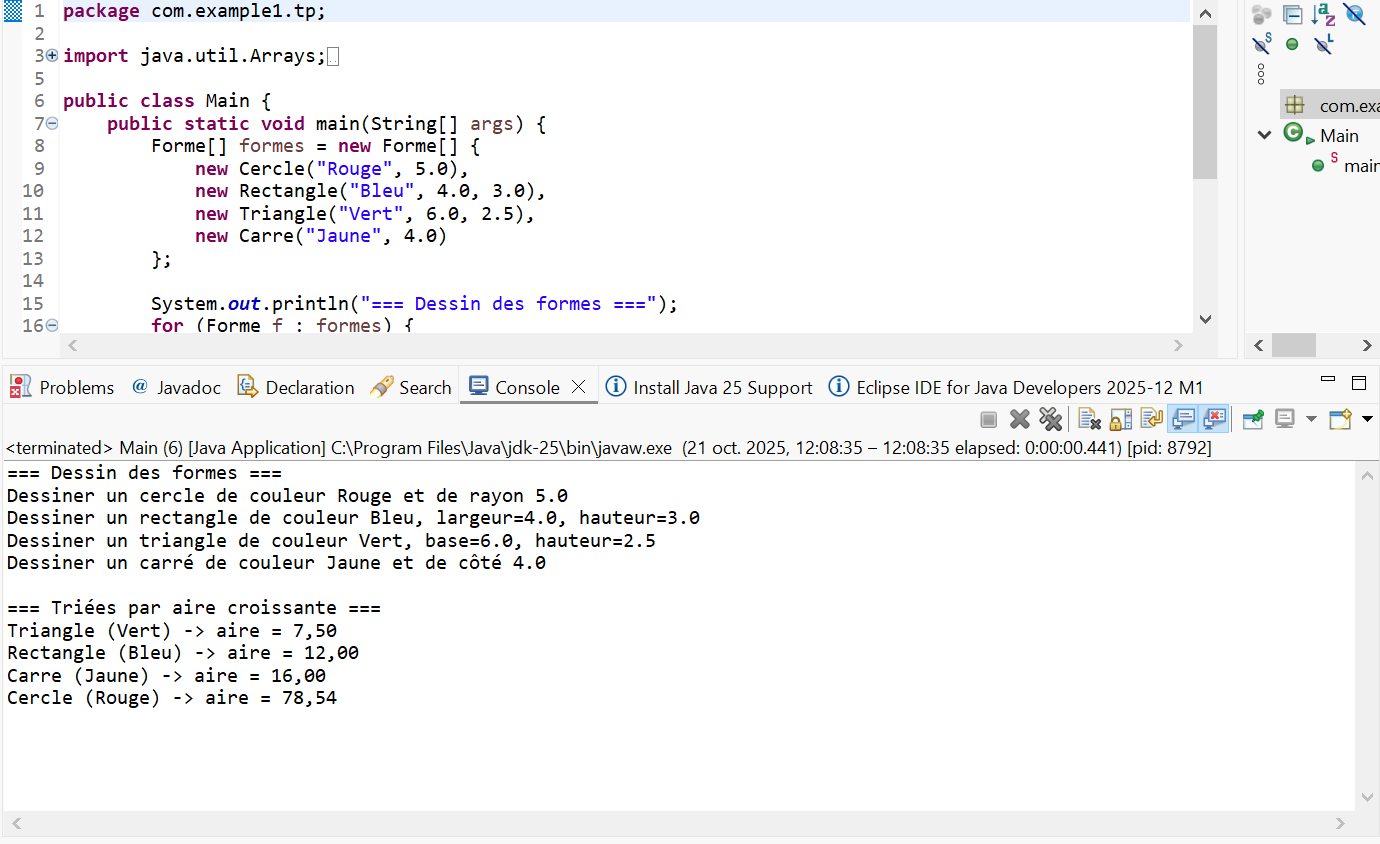 1 package com.example1.tp;
2
3 import java.util.Arrays;
5
6 public class Main {
7     public static void main(String[] args) {
8         Forme[] formes = new Forme[] {
9             new Cercle("Rouge", 5.0),
10             new Rectangle("Bleu", 4.0, 3.0),
11             new Triangle("Vert", 6.0, 2.5),
12             new Carre("Jaune", 4.0)
13         };
14
15         System.out.println("=== Dessin des formes ===");
16         for (Forme f : formes) {
com.exa
Main
main
Problems @ Javadoc Declaration Search Console Install Java 25 Support Eclipse IDE for Java Developers 2025-12 M1
<terminated> Main (6) [Java Application] C:\Program Files\Java\jdk-25\bin\javaw.exe (21 oct. 2025, 12:08:35 – 12:08:35 elapsed: 0:00:00.441) [pid: 8792]
=== Dessin des formes ===
Dessiner un cercle de couleur Rouge et de rayon 5.0
Dessiner un rectangle de couleur Bleu, largeur=4.0, hauteur=3.0
Dessiner un triangle de couleur Vert, base=6.0, hauteur=2.5
Dessiner un carré de couleur Jaune et de côté 4.0

=== Triées par aire croissante ===
Triangle (Vert) -> aire = 7,50
Rectangle (Bleu) -> aire = 12,00
Carre (Jaune) -> aire = 16,00
Cercle (Rouge) -> aire = 78,54